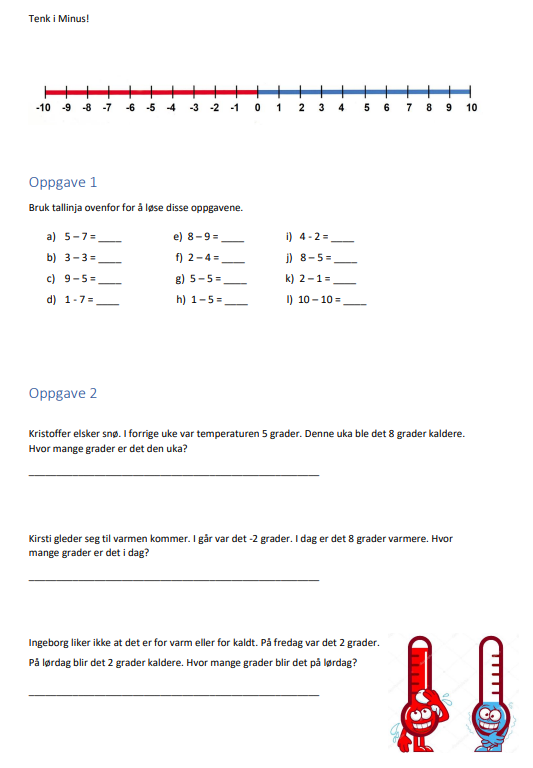 Tenk i Minus!
-10 -9 -8 -7 -6 -5 -4 -3 -2 -1 0 1 2 3 4 5 6 7 8 9 10
Oppgave 1
Bruk tallinja ovenfor for å løse disse oppgavene.
a) 5 – 7 = ____ e) 8 – 9 = ____ i) 4 - 2 = ____
b) 3 – 3 = ____ f) 2 – 4 = ____ j) 8 – 5 = ____
c) 9 – 5 = ____ g) 5 – 5 = ____ k) 2 – 1 = ____
d) 1 - 7 = ____ h) 1 – 5 = ____ l) 10 – 10 = ____
Oppgave 2
Kristoffer elsker snø. I forrige uke var temperaturen 5 grader. Denne uka ble det 8 grader kaldere.
Hvor mange grader er det den uka?
Kirsti gleder seg til varmen kommer. I går var det -2 grader. I dag er det 8 grader varmere. Hvor
mange grader er det i dag?
Ingeborg liker ikke at det er for varm eller for kaldt. På fredag var det 2 grader.
På lørdag blir det 2 grader kaldere. Hvor mange grader blir det på lørdag?